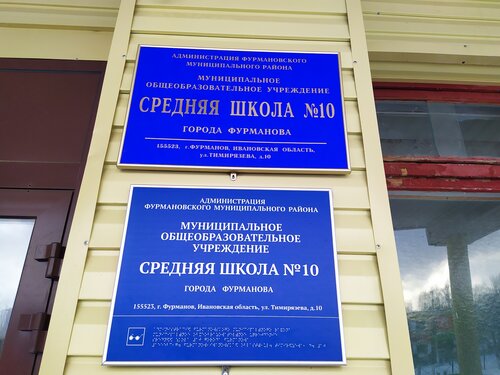 АДМИНИСТРАЦИЯ ФУРМАНОВСКОГО
МУНИЦИПАЛЬНОГО РАЙОНА
МУНИЦИПАЛЬНОЕ
ОБЩЕОБРАЗОВАТЕЛЬНОЕ УЧРЕЖДЕНИЕ
СРЕДНЯЯ ШКОЛА №10
ГОРОДА ФУРМАНОВА
155523, г.ФУРМАНОВ, ИВАНОВСКАЯ ОБЛАСТЬ,
ул.ТИМИРЯЗЕВА, д.10
АДМИНИСТРАЦИЯ
ФУРМАНОВСКОГО МУНИЦИПАЛЬНОГО РАЙОНА
МУНИЦИПАЛЬНОЕ
ОБЩЕОБРАЗОВАТЕЛЬНОЕ
УЧРЕЖДЕНИЕ
СРЕДНЯЯ ШКОЛА №10
ГОРОДА ФУРМАНОВА
155523, г. Фурманов, Ивановская область, ул. Тимирязева, д.10